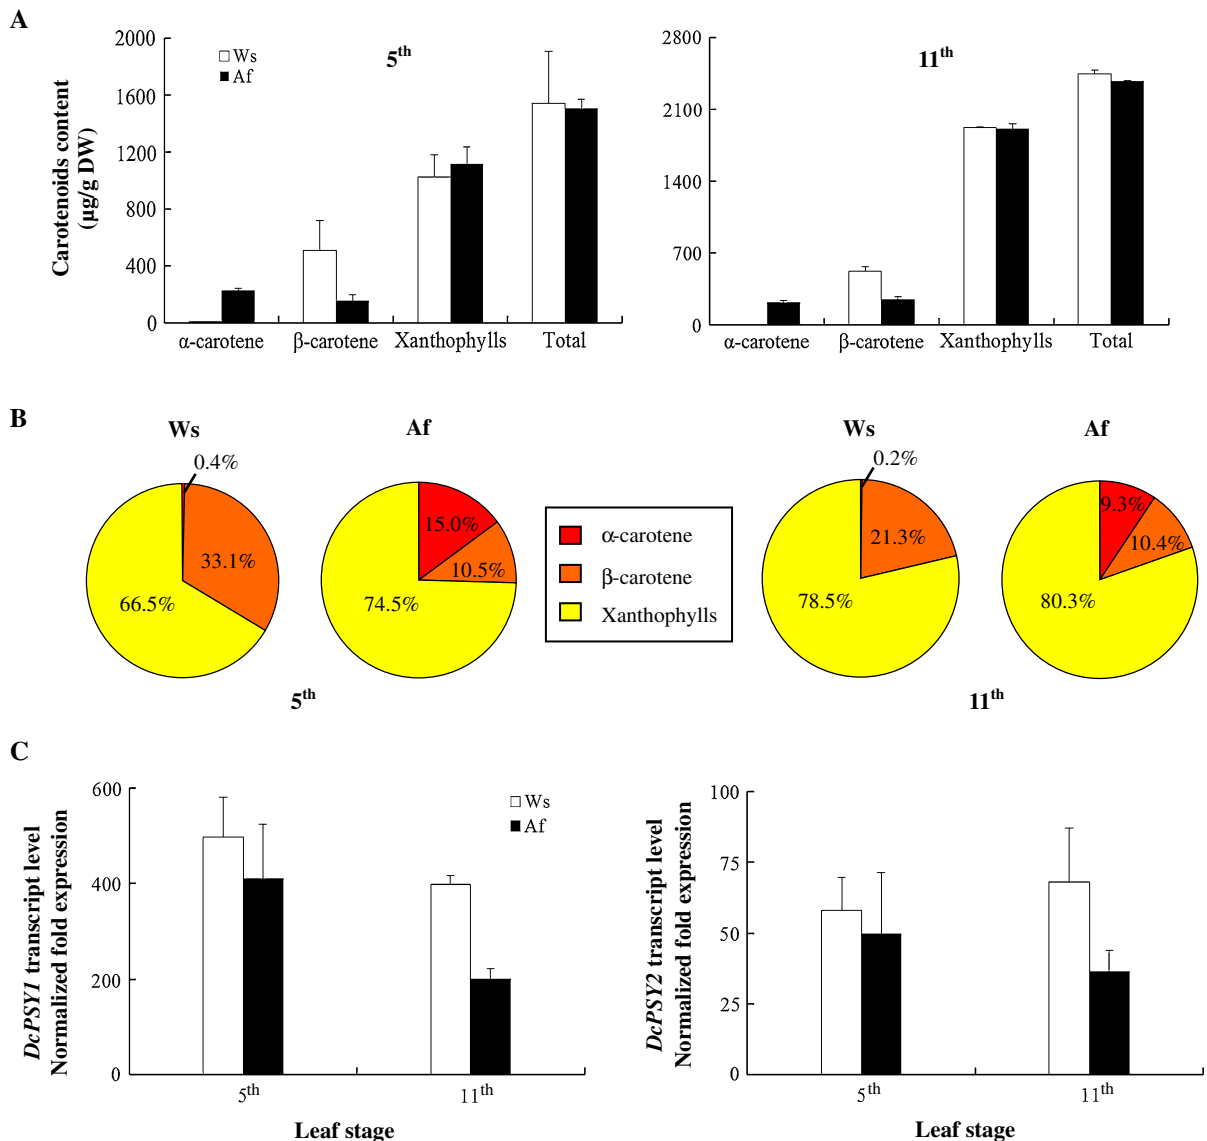 A
Carotenoids content
(µg/g DW)
2000
1600
1200
800
400
0
Ws
Af
5th
α-carotene
β-carotene
Xanthophylls
Total
2800
2100
1400
700
0
11th
α-carotene
β-carotene
Xanthophylls
Total
B
Ws
0.4%
33.1%
66.5%
Af
15.0%
10.5%
74.5%
5th
α-carotene
β-carotene
Xanthophylls
Ws
0.2%
21.3%
78.5%
Af
9.3%
10.4%
80.3%
11th
C
DcPSY1 transcript level
Normalized fold expression
600
400
200
0
Ws
Af
5th
11th
Leaf stage
DcPSY2 transcript level
Normalized fold expression
100
75
50
25
0
5th
11th
Leaf stage